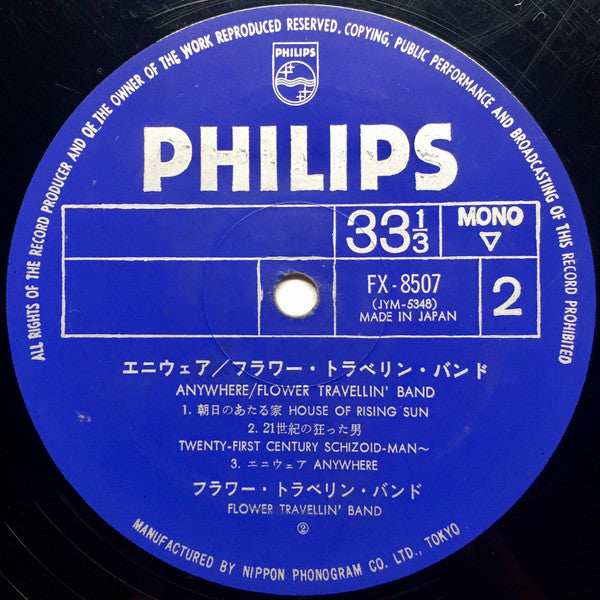 ALL RIGHTS OF THE RECORD PRODUCER AND OF THE OWNER OF THE WORK REPRODUCED RESERVED. COPYING, PUBLIC PERFORMANCE AND BROADCASTING OF THIS RECORD PROHIBITED
PHILIPS
PHILIPS
33 1/3
MONO
▽
FX-8507
(JYM-5348)
MADE IN JAPAN
2
エニウェア/フラワー・トラベリン・バンド
ANYWHERE/FLOWER TRAVELLIN' BAND
1. 朝日のあたる家 HOUSE OF RISING SUN
2. 21世紀の狂った男
TWENTY-FIRST CENTURY SCHIZOID-MAN~
3. エニウェア ANYWHERE
フラワー・トラベリン・バンド
FLOWER TRAVELLIN' BAND
②
MANUFACTURED BY NIPPON PHONOGRAM CO. LTD., TOKYO